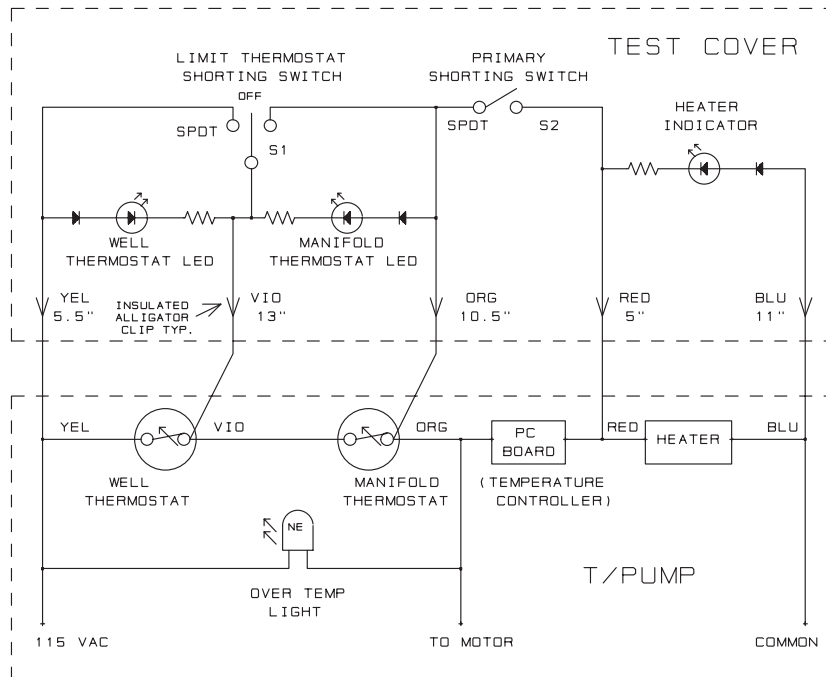 TEST COVER
LIMIT THERMOSTAT
SHORTING SWITCH
OFF
SPDT
S1
PRIMARY
SHORTING SWITCH
SPDT
S2
HEATER
INDICATOR
WELL
THERMOSTAT LED
MANIFOLD
THERMOSTAT LED
YEL
5.5"
INSULATED
ALLIGATOR
CLIP TYP.
VIO
13"
ORG
10.5"
RED
5"
BLU
11"
YEL
VIO
ORG
PC
BOARD
RED
HEATER
BLU
WELL
THERMOSTAT
MANIFOLD
THERMOSTAT
(TEMPERATURE
CONTROLLER)
NE
OVER TEMP
LIGHT
T/PUMP
115 VAC
TO MOTOR
COMMON